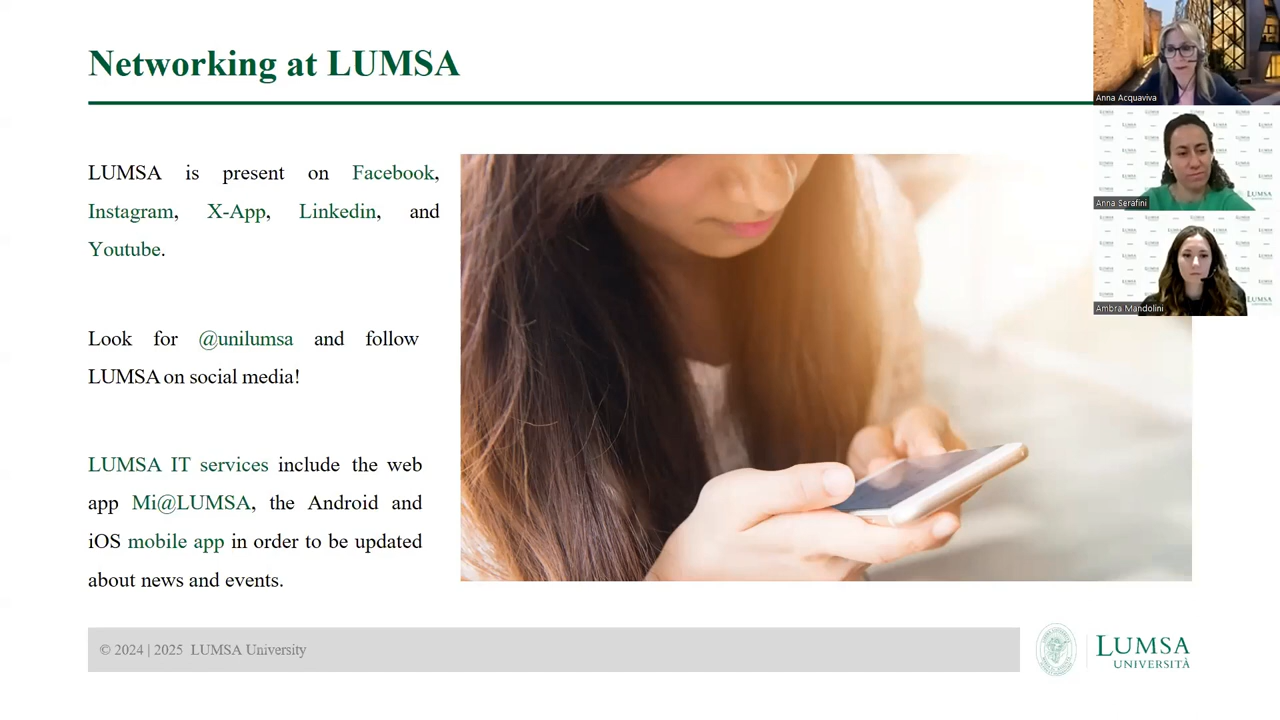 Networking at LUMSA
LUMSA is present on Facebook,
Instagram, X-App, Linkedin, and
Youtube.
Look for @unilumsa and follow
LUMSA on social media!
LUMSA IT services include the web
app Mi@LUMSA, the Android and
iOS mobile app in order to be updated
about news and events.
© 2024 | 2025 LUMSA University
LUMSA
UNIVERSITÀ
Anna Acquaviva
Anna Serafini
LUMSA
Ambra Mandolini
LUMSA